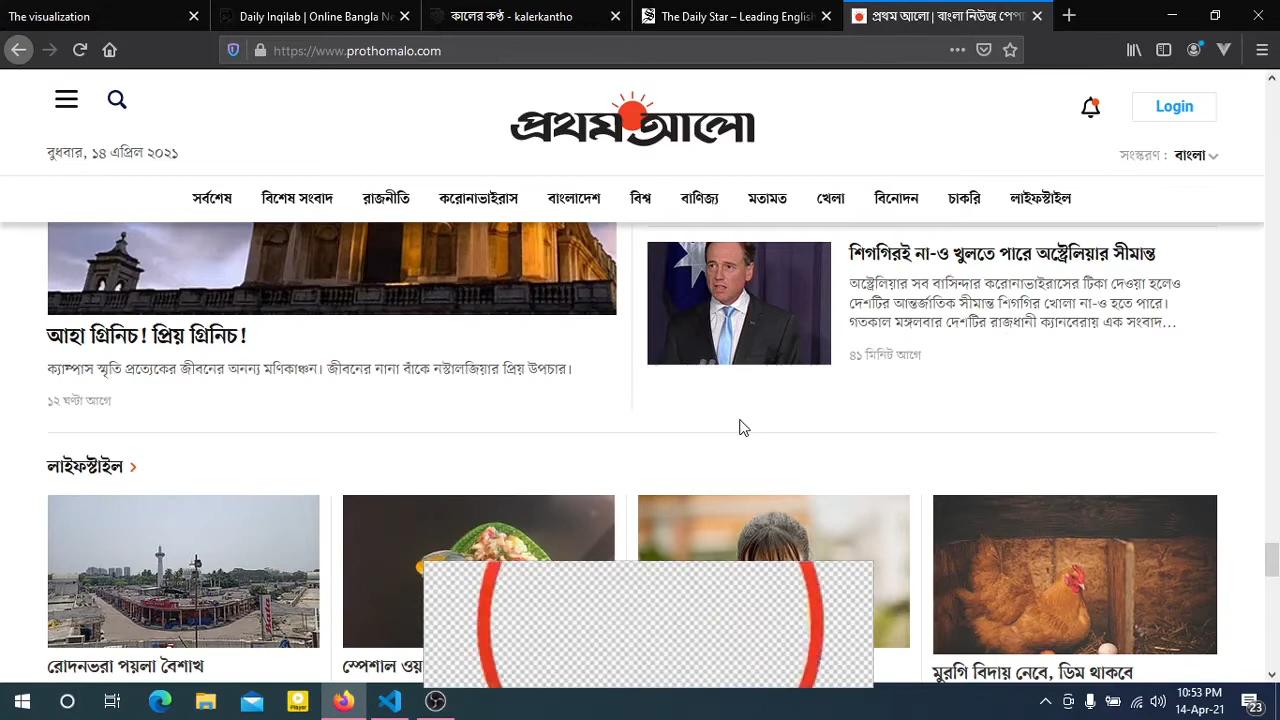 The visualization
Daily Inqilab | Online Bangla Ne
কালের কণ্ঠ - kalerkantho
The Daily Star – Leading English
প্রথম আলো | বাংলা নিউজ পেপা
https://www.prothomalo.com
প্রথম আলো
Login
বুধবার, ১৪ এপ্রিল ২০২১
সংস্করণ : বাংলা
সর্বশেষ বিশেষ সংবাদ রাজনীতি করোনাভাইরাস বাংলাদেশ বিশ্ব বাণিজ্য মতামত খেলা বিনোদন চাকরি লাইফস্টাইল
আহা গ্রিনিচ! প্রিয় গ্রিনিচ!
ক্যাম্পাস স্মৃতি প্রত্যেকের জীবনের অনন্য মণিকাঞ্চন। জীবনের নানা বাঁকে নস্টালজিয়ার প্রিয় উপচার।
১২ ঘণ্টা আগে
শিগগিরই না-ও খুলতে পারে অস্ট্রেলিয়ার সীমান্ত
অস্ট্রেলিয়ার সব বাসিন্দার করোনাভাইরাসের টিকা দেওয়া হলেও
দেশটির আন্তর্জাতিক সীমান্ত শিগগির খোলা না-ও হতে পারে।
গতকাল মঙ্গলবার দেশটির রাজধানী ক্যানবেরায় এক সংবাদ...
৪১ মিনিট আগে
লাইফস্টাইল
রোদনভরা পয়লা বৈশাখ
স্পেশাল ওয়
মুরগি বিদায় নেবে, ডিম থাকবে
Player
10:53 PM
14-Apr-21
23